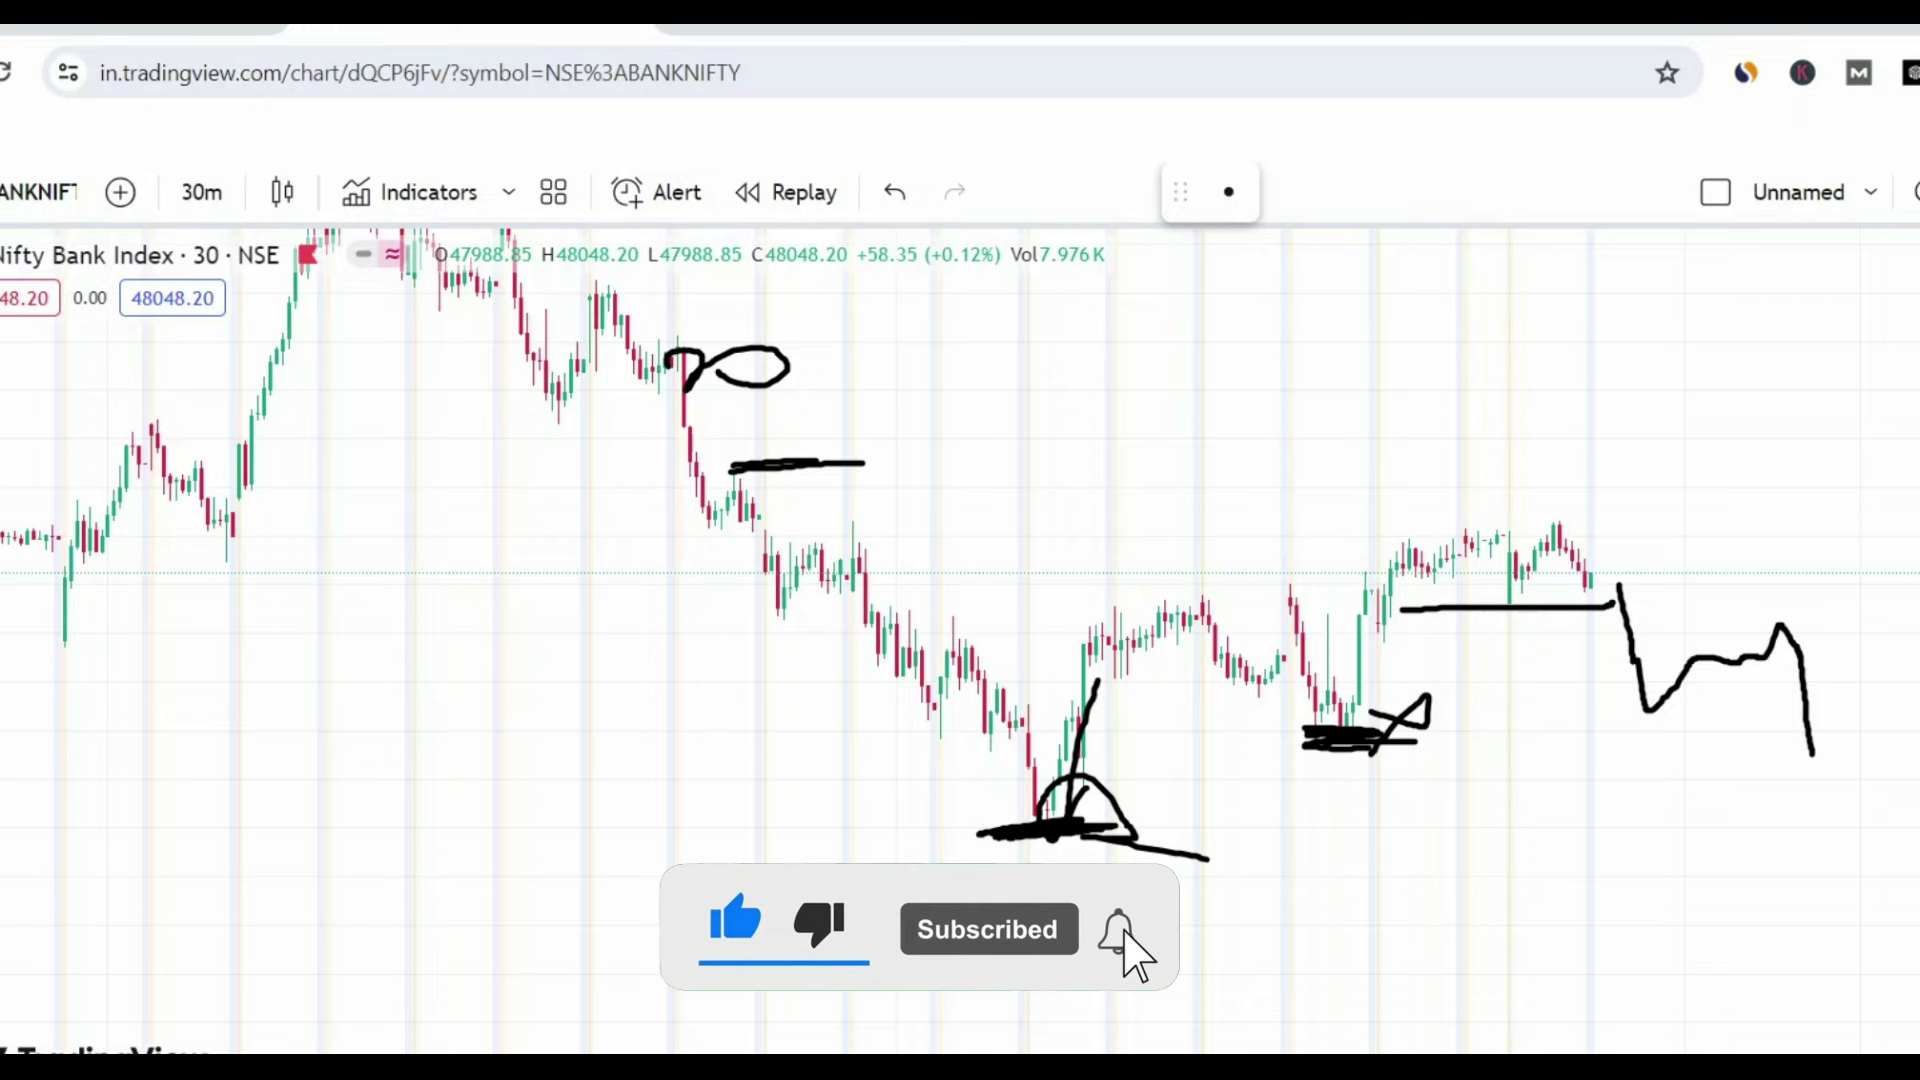 in.tradingview.com/chart/dQCP6jFv/?symbol=NSE%3ABANKNIFTY
ANKNIFT 30m Indicators Alert Replay Unnamed
Nifty Bank Index · 30 · NSE O47988.85 H48048.20 L47988.85 C48048.20 +58.35 (+0.12%) Vol7.976 K
48.20 0.00 48048.20
Subscribed
TradingView